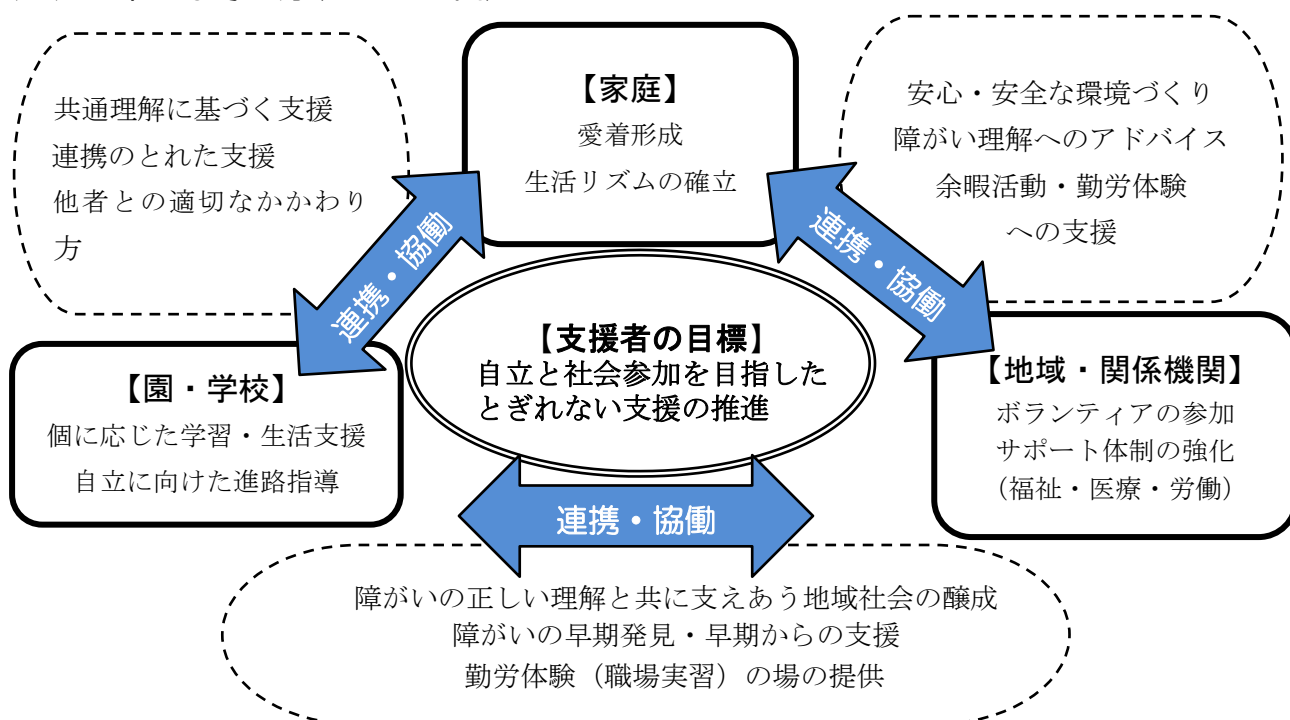 【家庭】
愛着形成
生活リズムの確立
共通理解に基づく支援
連携のとれた支援
他者との適切なかかわり
方
安心・安全な環境づくり
障がい理解へのアドバイス
余暇活動・勤労体験
への支援
連携・協働
連携・協働
【支援者の目標】
自立と社会参加を目指した
とぎれない支援の推進
【園・学校】
個に応じた学習・生活支援
自立に向けた進路指導
【地域・関係機関】
ボランティアの参加
サポート体制の強化
（福祉・医療・労働）
連携・協働
障がいの正しい理解と共に支えあう地域社会の醸成
障がいの早期発見・早期からの支援
勤労体験（職場実習）の場の提供